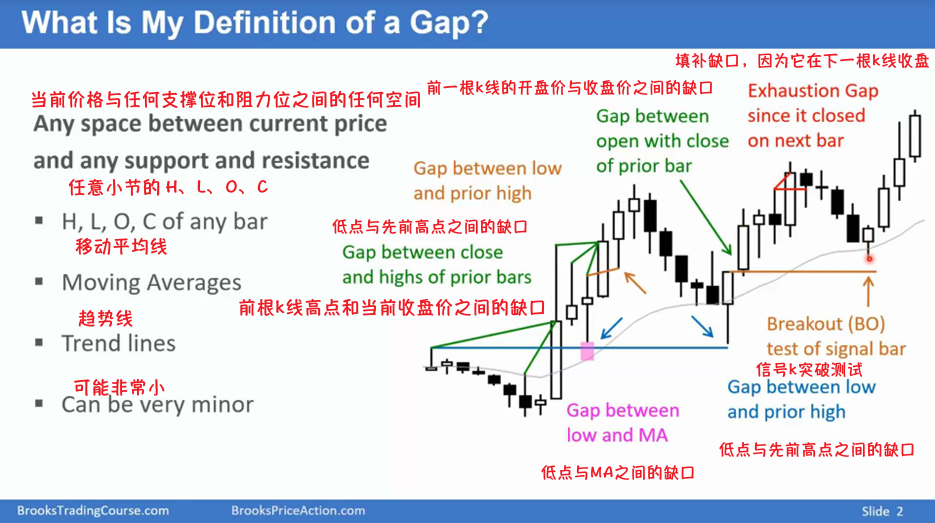 What Is My Definition of a Gap?
当前价格与任何支撑位和阻力位之间的任何空间
Any space between current price
and any support and resistance
任意小节的 H、L、O、C
▪ H, L, O, C of any bar
移动平均线
▪ Moving Averages
趋势线
▪ Trend lines
可能非常小
▪ Can be very minor
填补缺口，因为它在下一根k线收盘
Exhaustion Gap
since it closed
on next bar
前一根k线的开盘价与收盘价之间的缺口
Gap between
open with close
of prior bar
Gap between low
and prior high
低点与先前高点之间的缺口
Gap between close
and highs of prior bars
前根k线高点和当前收盘价之间的缺口
Breakout (BO)
test of signal bar
信号k突破测试
Gap between low
and prior high
低点与先前高点之间的缺口
Gap between
low and MA
低点与MA之间的缺口
BrooksTradingCourse.com
BrooksPriceAction.com
Slide 2